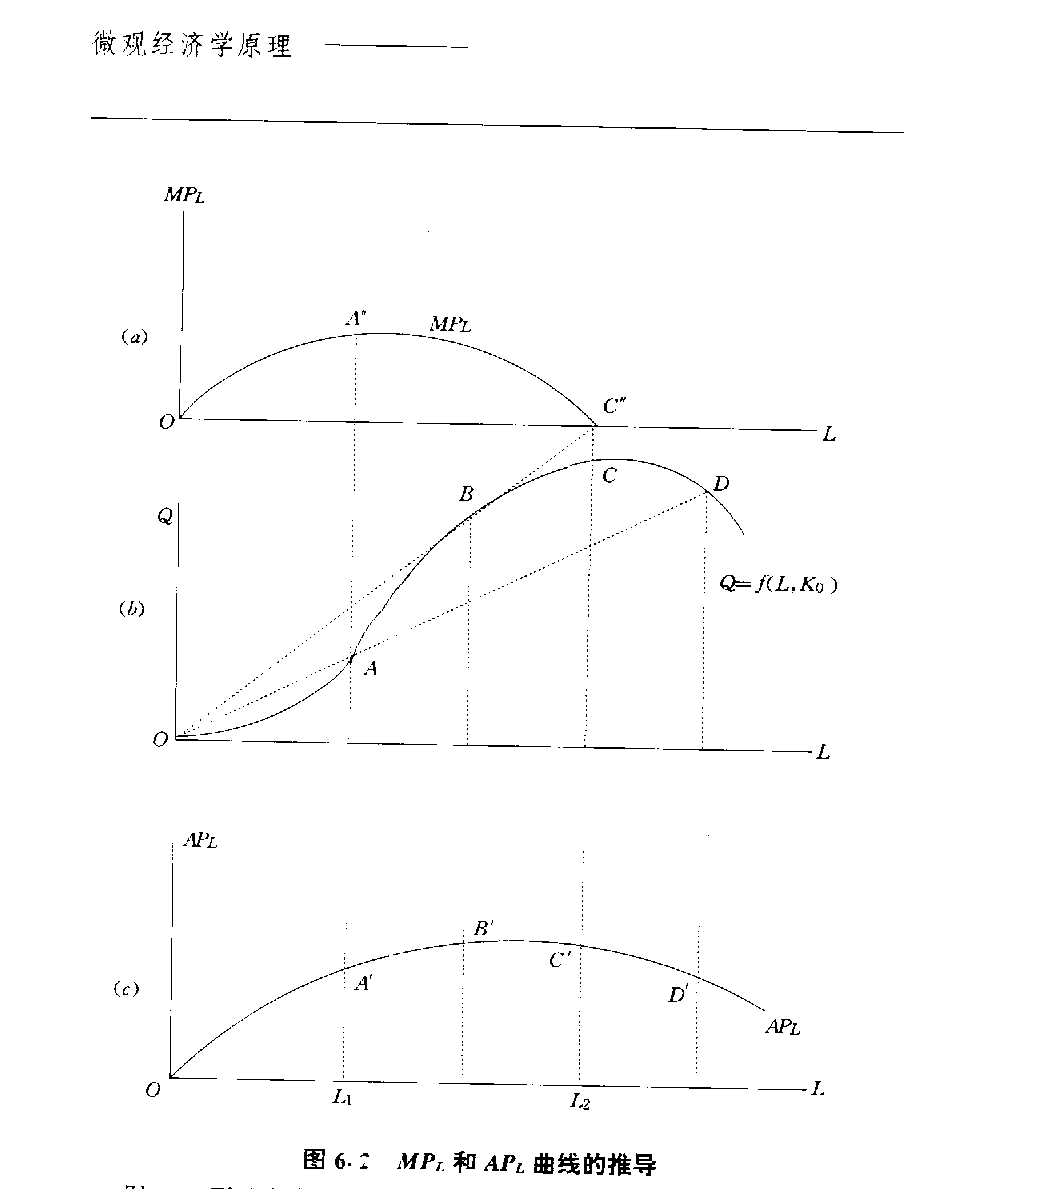 微观经济学原理
MPL
A″
MPL
(a)
C″
O
L
B
C
D
Q
Q=f(L,K0)
(b)
A
O
L
APL
B′
C′
A′
D′
(c)
APL
O
L
L1
L2
图 6.2 MPL 和 APL 曲线的推导